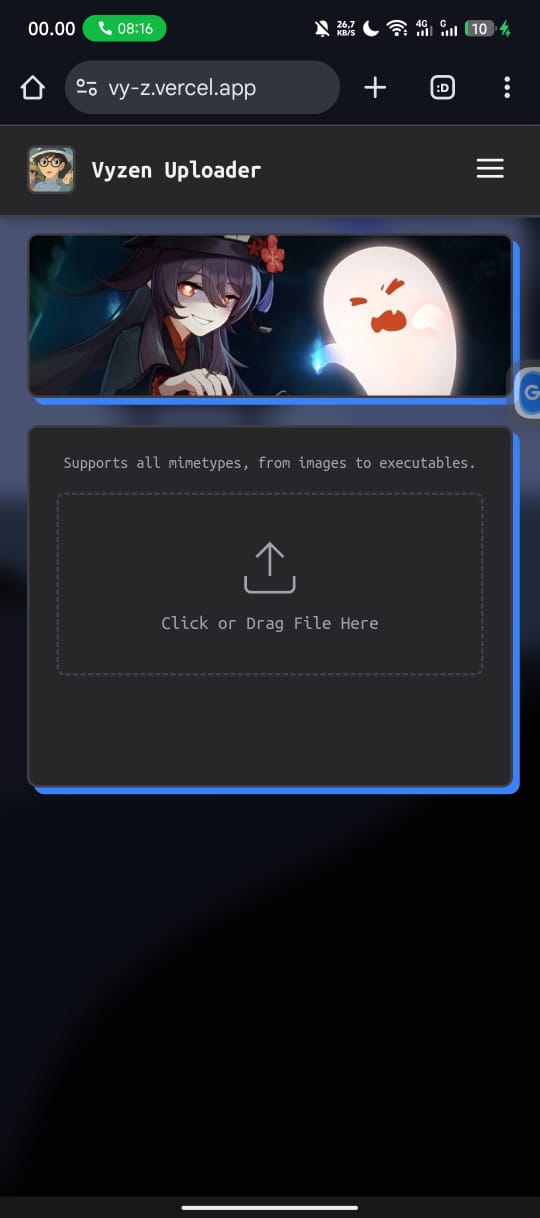 00.00 08:16 26,7 KB/S 4G G 10
vy-z.vercel.app :D
Vyzen Uploader
G
Supports all mimetypes, from images to executables.
Click or Drag File Here